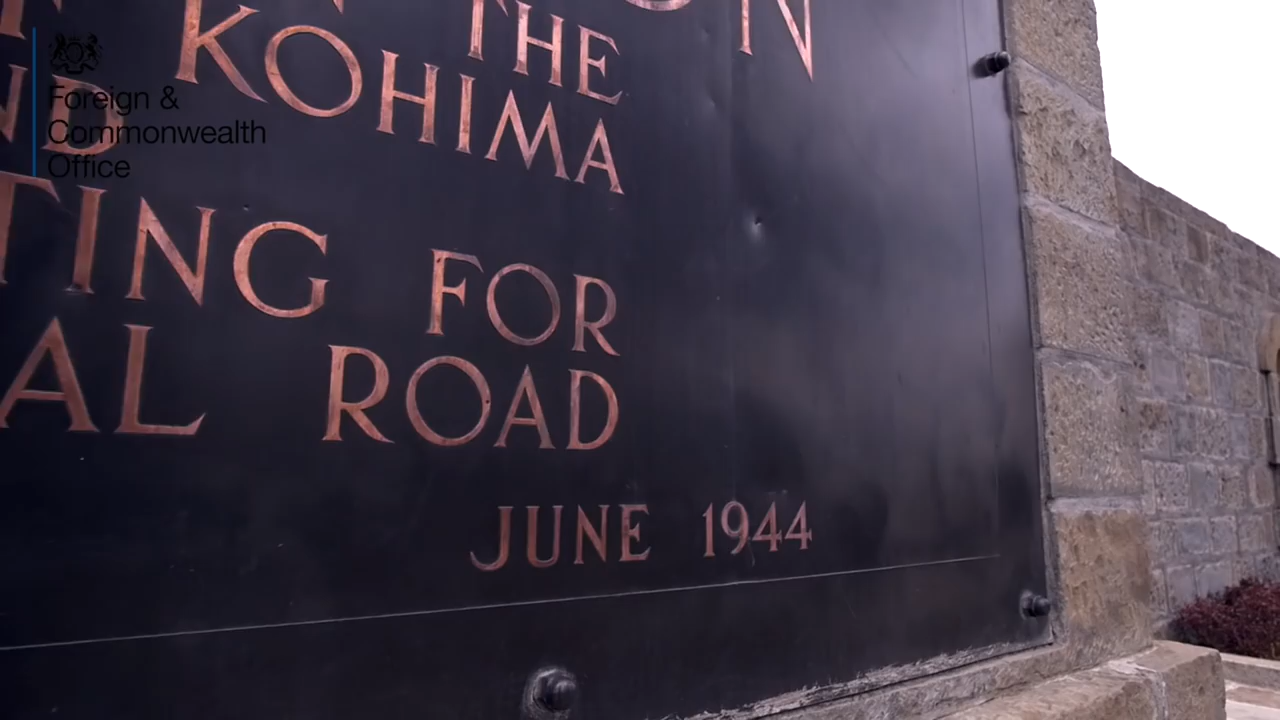 THE
KOHIMA
TING FOR
AL ROAD
JUNE 1944
Foreign &
Commonwealth
Office